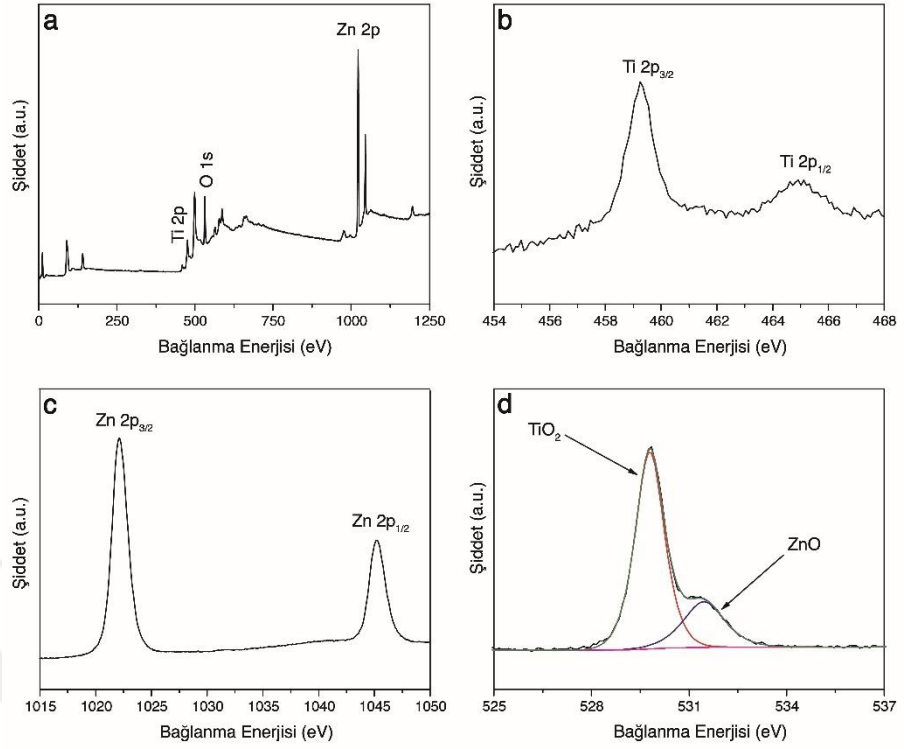 a
Zn 2p
Ti 2p
O 1s
Şiddet (a.u.)
0 250 500 750 1000 1250
Bağlanma Enerjisi (eV)
b
Ti 2p3/2
Ti 2p1/2
Şiddet (a.u.)
454 456 458 460 462 464 466 468
Bağlanma Enerjisi (eV)
c
Zn 2p3/2
Zn 2p1/2
Şiddet (a.u.)
1015 1020 1025 1030 1035 1040 1045 1050
Bağlanma Enerjisi (eV)
d
TiO2
ZnO
Şiddet (a.u.)
525 528 531 534 537
Bağlanma Enerjisi (eV)